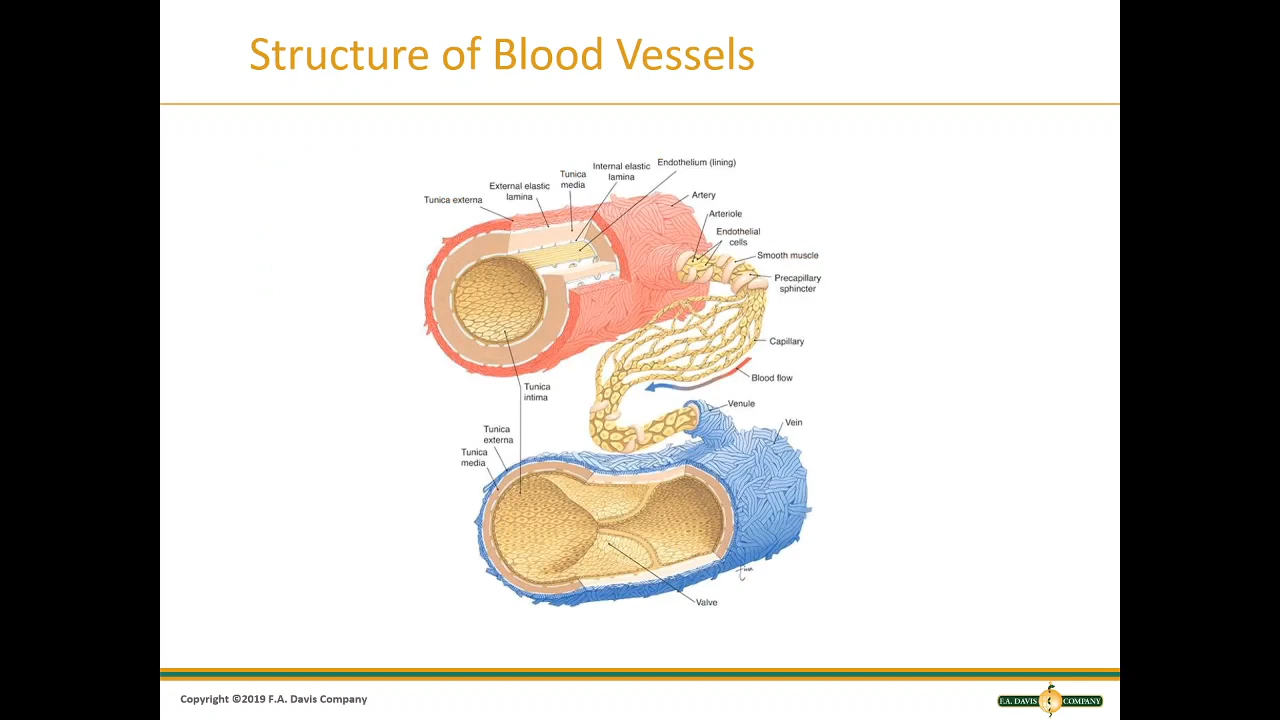 Structure of Blood Vessels
Endothelium (lining)
Internal elastic
lamina
Tunica
media
External elastic
lamina
Tunica externa
Artery
Arteriole
Endothelial
cells
Smooth muscle
Precapillary
sphincter
Capillary
Blood flow
Tunica
intima
Venule
Vein
Tunica
externa
Tunica
media
Valve
Copyright ©2019 F.A. Davis Company
F.A. DAVIS COMPANY